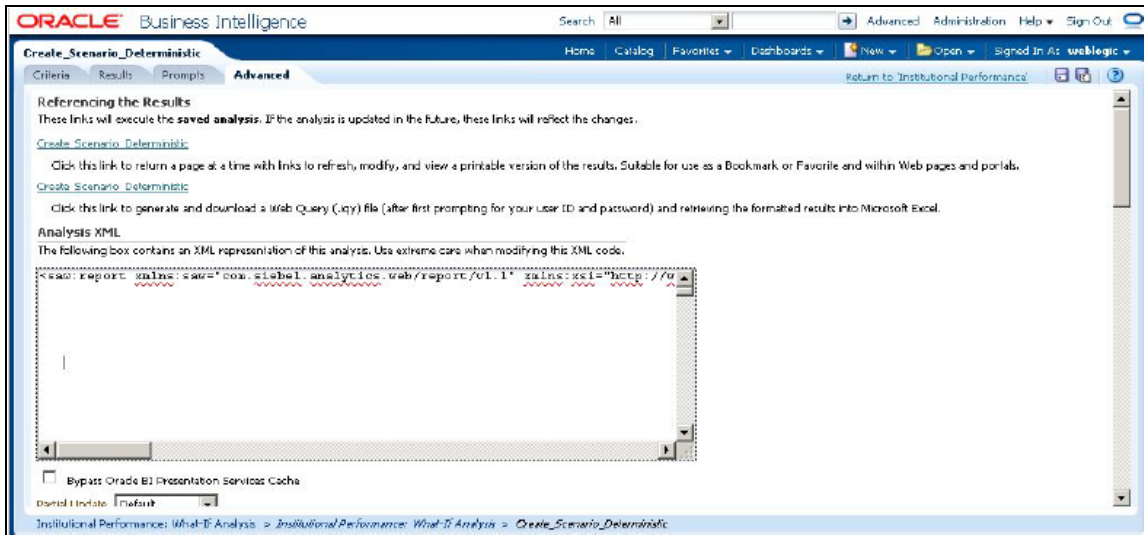 ORACLE Business Intelligence Search All Advanced Administration Help Sign Out
Create_Scenario_Deterministic Home Catalog Favorites Dashboards New Open Signed In As weblogic
Criteria Results Prompts Advanced Return to 'Institutional Performance'
Referencing the Results
These links will execute the saved analysis. If the analysis is updated in the future, these links will reflect the changes.
Create_Scenario_Deterministic
Click this link to return a page at a time with links to refresh, modify, and view a printable version of the results. Suitable for use as a Bookmark or Favorite and within Web pages and portals.
Create_Scenario_Deterministic
Click this link to generate and download a Web Query (.iqy) file (after first prompting for your user ID and password) and retrieving the formatted results into Microsoft Excel.
Analysis XML
The following box contains an XML representation of this analysis. Use extreme care when modifying this XML code.
<saw:report xmlns:saw="com.siebel.analytics.web/report/v1.1" xmlns:xsi="http://w
Bypass Oracle BI Presentation Services Cache
Partial Update Default
Institutional Performance: What-If Analysis > Institutional Performance: What-If Analysis > Create_Scenario_Deterministic